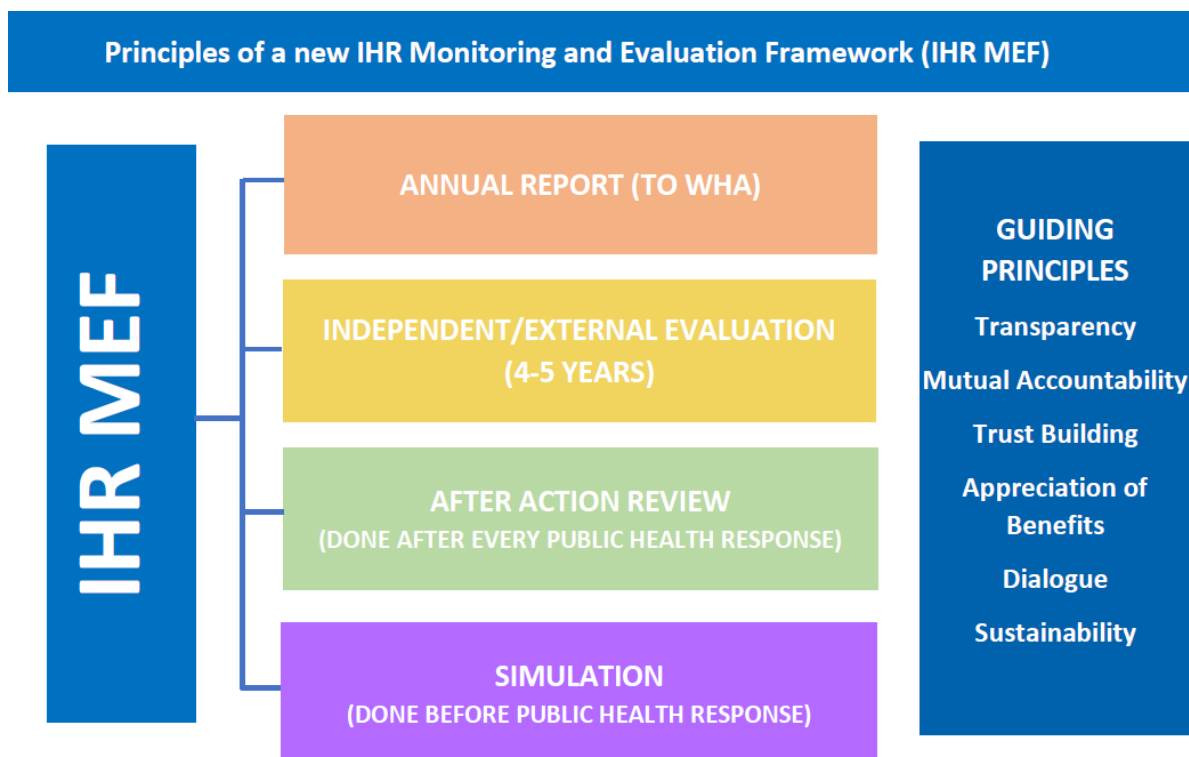 Principles of a new IHR Monitoring and Evaluation Framework (IHR MEF)
IHR MEF
ANNUAL REPORT (TO WHA)
INDEPENDENT/EXTERNAL EVALUATION
(4-5 YEARS)
AFTER ACTION REVIEW
(DONE AFTER EVERY PUBLIC HEALTH RESPONSE)
SIMULATION
(DONE BEFORE PUBLIC HEALTH RESPONSE)
GUIDING
PRINCIPLES
Transparency
Mutual Accountability
Trust Building
Appreciation of
Benefits
Dialogue
Sustainability